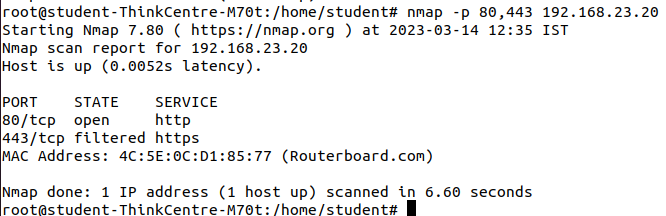 root@student-ThinkCentre-M70t:/home/student# nmap -p 80,443 192.168.23.20
Starting Nmap 7.80 ( https://nmap.org ) at 2023-03-14 12:35 IST
Nmap scan report for 192.168.23.20
Host is up (0.0052s latency).

PORT    STATE    SERVICE
80/tcp  open     http
443/tcp filtered https
MAC Address: 4C:5E:0C:D1:85:77 (Routerboard.com)

Nmap done: 1 IP address (1 host up) scanned in 6.60 seconds
root@student-ThinkCentre-M70t:/home/student#